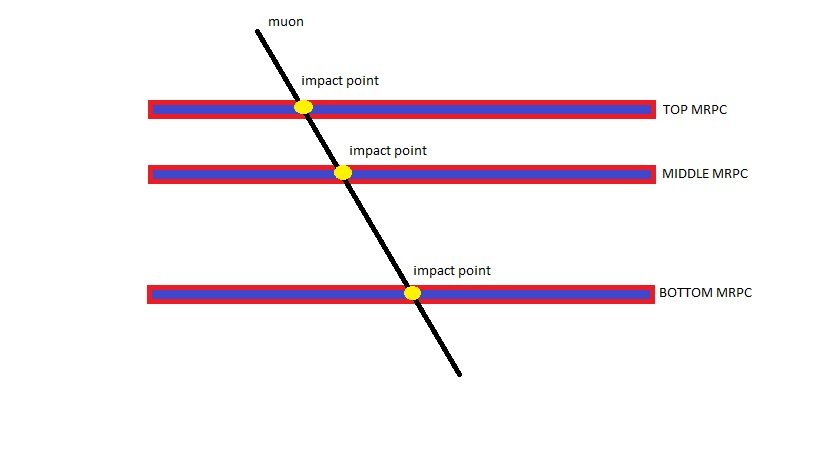 muon
impact point
TOP MRPC
impact point
MIDDLE MRPC
impact point
BOTTOM MRPC